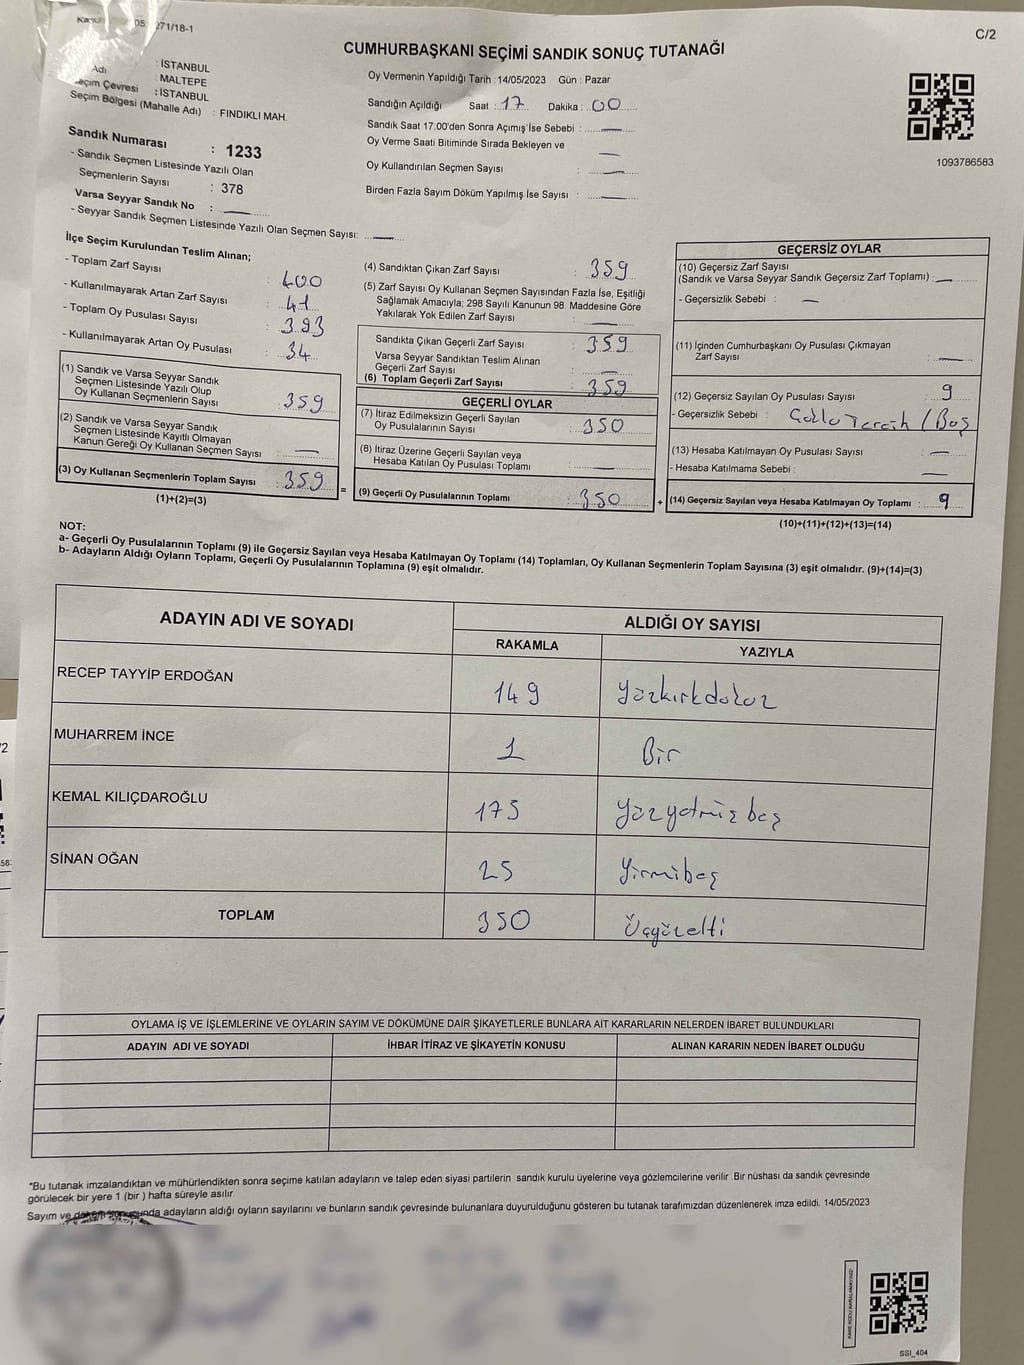 271/18-1
C/2
CUMHURBAŞKANI SEÇİMİ SANDIK SONUÇ TUTANAĞI
Adı : İSTANBUL
: MALTEPE
Seçim Çevresi : İSTANBUL
Seçim Bölgesi (Mahalle Adı) : FINDIKLI MAH.
Sandık Numarası : 1233
- Sandık Seçmen Listesinde Yazılı Olan
Seçmenlerin Sayısı : 378
Varsa Seyyar Sandık No : —
- Seyyar Sandık Seçmen Listesinde Yazılı Olan Seçmen Sayısı: —
Oy Vermenin Yapıldığı Tarih : 14/05/2023 Gün : Pazar
Sandığın Açıldığı Saat : 17 Dakika : 00
Sandık Saat 17:00'den Sonra Açımış İse Sebebi : —
Oy Verme Saati Bitiminde Sırada Bekleyen ve —
Oy Kullandırılan Seçmen Sayısı : —
Birden Fazla Sayım Döküm Yapılmış İse Sayısı : —
1093786583
İlçe Seçim Kurulundan Teslim Alınan;
- Toplam Zarf Sayısı : 400
- Kullanılmayarak Artan Zarf Sayısı : 41
- Toplam Oy Pusulası Sayısı : 393
- Kullanılmayarak Artan Oy Pusulası : 34
(1) Sandık ve Varsa Seyyar Sandık
Seçmen Listesinde Yazılı Olup
Oy Kullanan Seçmenlerin Sayısı : 359
(2) Sandık ve Varsa Seyyar Sandık
Seçmen Listesinde Kayıtlı Olmayan
Kanun Gereği Oy Kullanan Seçmen Sayısı : —
(3) Oy Kullanan Seçmenlerin Toplam Sayısı : 359 =
(1)+(2)=(3)
(4) Sandıktan Çıkan Zarf Sayısı : 359
(5) Zarf Sayısı Oy Kullanan Seçmen Sayısından Fazla İse, Eşitliği
Sağlamak Amacıyla; 298 Sayılı Kanunun 98. Maddesine Göre
Yakılarak Yok Edilen Zarf Sayısı : —
Sandıkta Çıkan Geçerli Zarf Sayısı : 359
Varsa Seyyar Sandıktan Teslim Alınan
Geçerli Zarf Sayısı : —
(6) Toplam Geçerli Zarf Sayısı : 359
GEÇERLİ OYLAR
(7) İtiraz Edilmeksizin Geçerli Sayılan
Oy Pusulalarının Sayısı : 350
(8) İtiraz Üzerine Geçerli Sayılan veya
Hesaba Katılan Oy Pusulası Toplamı : —
(9) Geçerli Oy Pusulalarının Toplamı : 350 +
GEÇERSİZ OYLAR
(10) Geçersiz Zarf Sayısı
(Sandık ve Varsa Seyyar Sandık Geçersiz Zarf Toplamı) : —
- Geçersizlik Sebebi : —
(11) İçinden Cumhurbaşkanı Oy Pusulası Çıkmayan
Zarf Sayısı : —
(12) Geçersiz Sayılan Oy Pusulası Sayısı : 9
- Geçersizlik Sebebi : Çoklu Tercih / Boş
(13) Hesaba Katılmayan Oy Pusulası Sayısı : —
- Hesaba Katılmama Sebebi : —
(14) Geçersiz Sayılan veya Hesaba Katılmayan Oy Toplamı : 9
(10)+(11)+(12)+(13)=(14)
NOT:
a- Geçerli Oy Pusulalarının Toplamı (9) ile Geçersiz Sayılan veya Hesaba Katılmayan Oy Toplamı (14) Toplamları, Oy Kullanan Seçmenlerin Toplam Sayısına (3) eşit olmalıdır. (9)+(14)=(3)
b- Adayların Aldığı Oyların Toplamı, Geçerli Oy Pusulalarının Toplamına (9) eşit olmalıdır.
ADAYIN ADI VE SOYADI
ALDIĞI OY SAYISI
RAKAMLA YAZIYLA
RECEP TAYYİP ERDOĞAN 149 Yüzkırkdokuz
MUHARREM İNCE 1 Bir
KEMAL KILIÇDAROĞLU 175 Yüzyetmişbeş
SİNAN OĞAN 25 Yirmibeş
TOPLAM 350 Üçyüzelli
OYLAMA İŞ VE İŞLEMLERİNE VE OYLARIN SAYIM VE DÖKÜMÜNE DAİR ŞİKAYETLERLE BUNLARA AİT KARARLARIN NELERDEN İBARET BULUNDUKLARI
ADAYIN ADI VE SOYADI İHBAR İTİRAZ VE ŞİKAYETİN KONUSU ALINAN KARARIN NEDEN İBARET OLDUĞU
"Bu tutanak imzalandıktan ve mühürlendikten sonra seçime katılan adayların ve talep eden siyasi partilerin sandık kurulu üyelerine veya gözlemcilerine verilir. Bir nüshası da sandık çevresinde
görülecek bir yere 1 (bir ) hafta süreyle asılır.
Sayım ve döküm sonucunda adayların aldığı oyların sayılarını ve bunların sandık çevresinde bulunanlara duyurulduğunu gösteren bu tutanak tarafımızdan düzenlenerek imza edildi. 14/05/2023
SSI_404